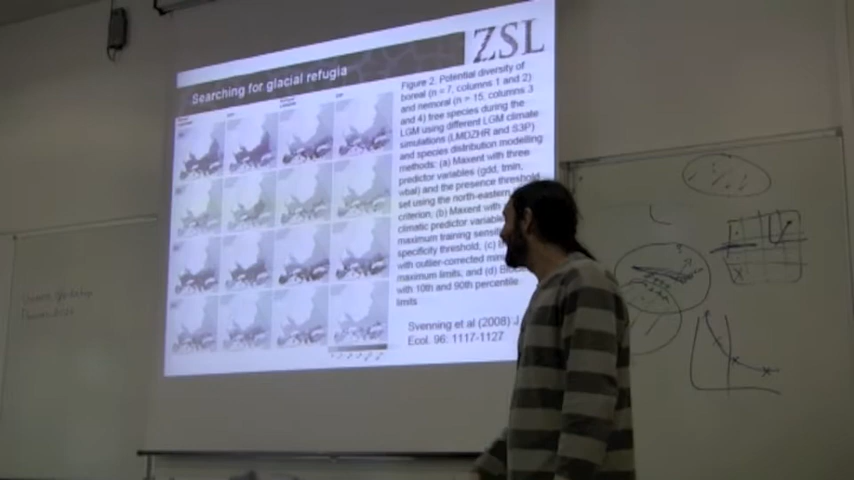 ZSL
Searching for glacial refugia
Figure 2. Potential diversity of
boreal (n = 7, columns 1 and 2)
and nemoral (n = 15, columns 3
and 4) tree species during the
LGM using different LGM climate
simulations (LMDZHR and S3P)
and species distribution modelling
methods: (a) Maxent with three
predictor variables (gdd, tmin,
wbal) and the presence threshold
set using the north-eastern
criterion, (b) Maxent with
climatic predictor
maximum training
specificity threshold; (c)
with outlier-corrected
maximum limits; and (d)
with 10th and 90th percentile
limits
Svenning et al (2008) J
Ecol. 96: 1117-1127